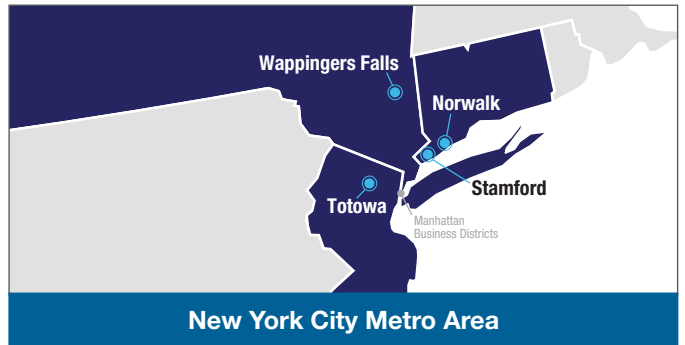 Wappingers Falls
Norwalk
Stamford
Totowa
Manhattan
Business Districts
New York City Metro Area